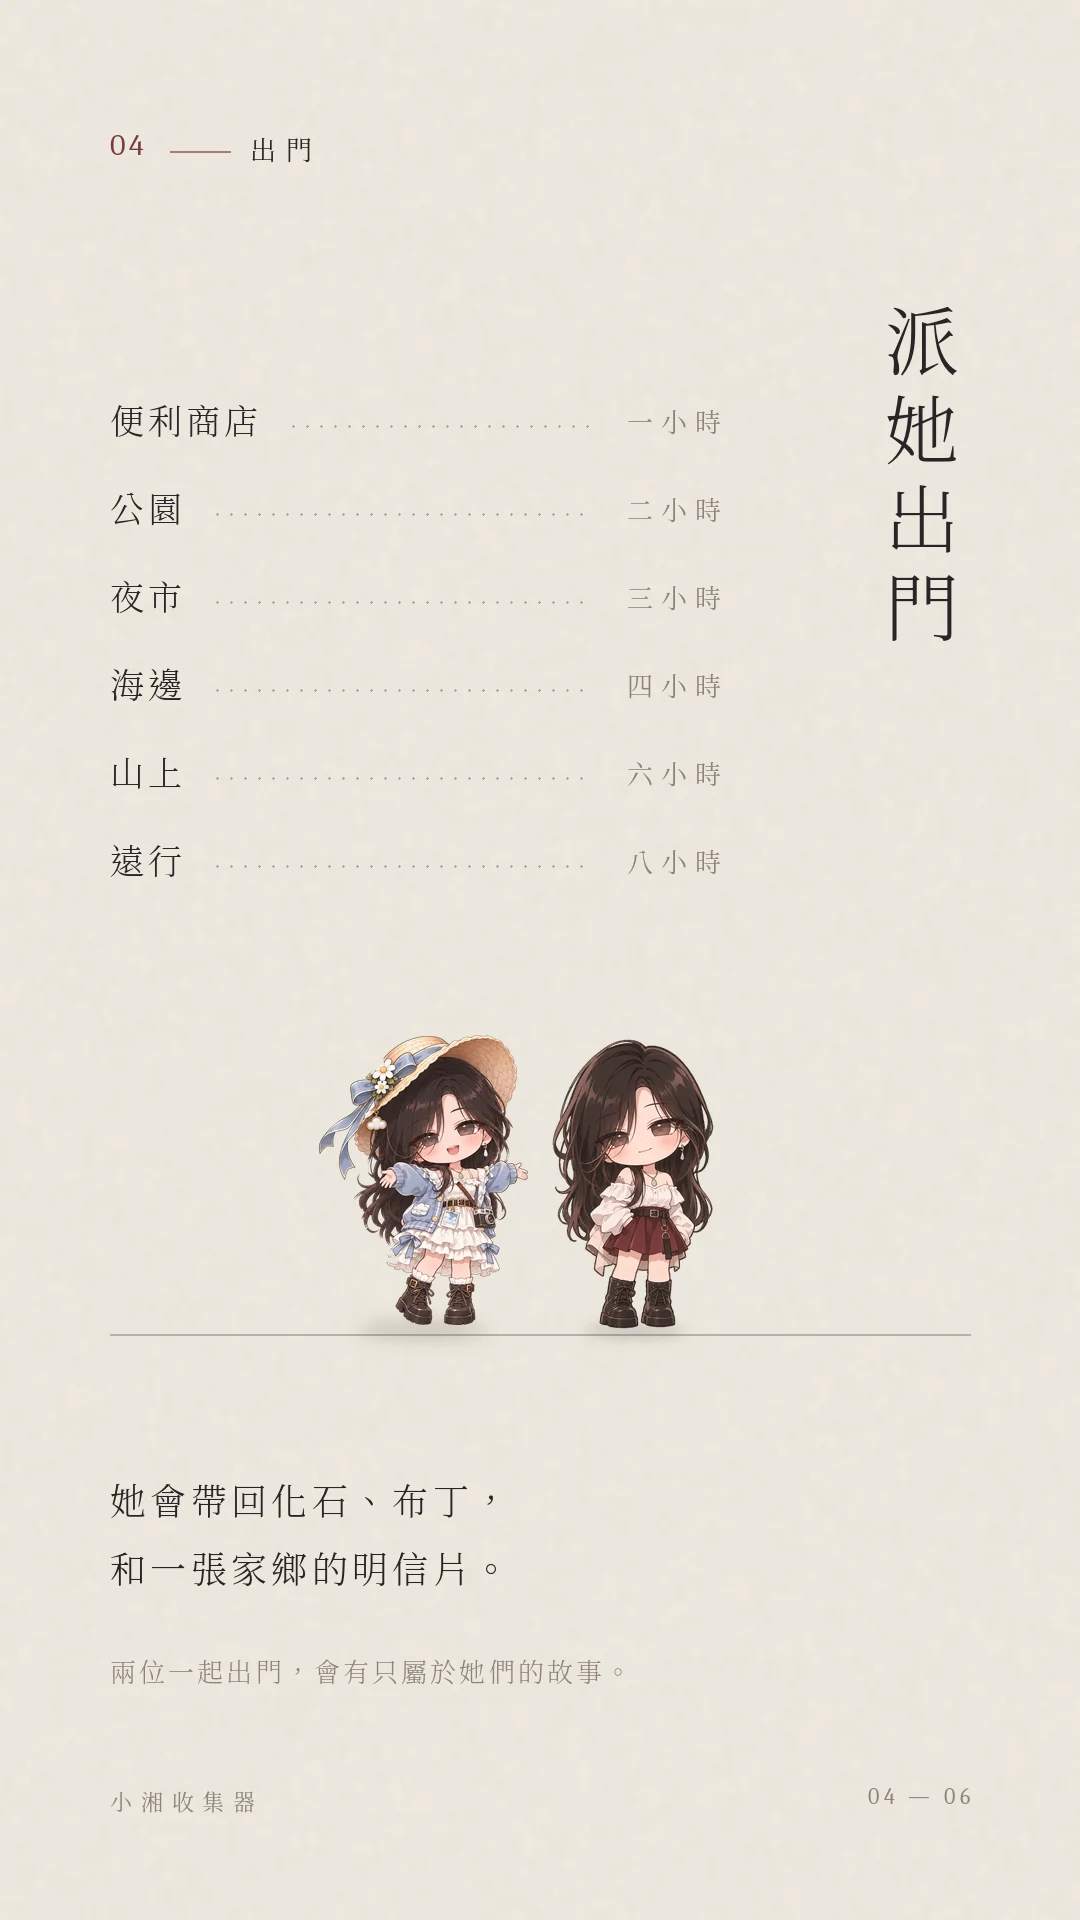 04 — 出門
派她出門
便利商店 一小時
公園 二小時
夜市 三小時
海邊 四小時
山上 六小時
遠行 八小時
她會帶回化石、布丁，
和一張家鄉的明信片。
兩位一起出門，會有只屬於她們的故事。
小湘收集器
04 — 06